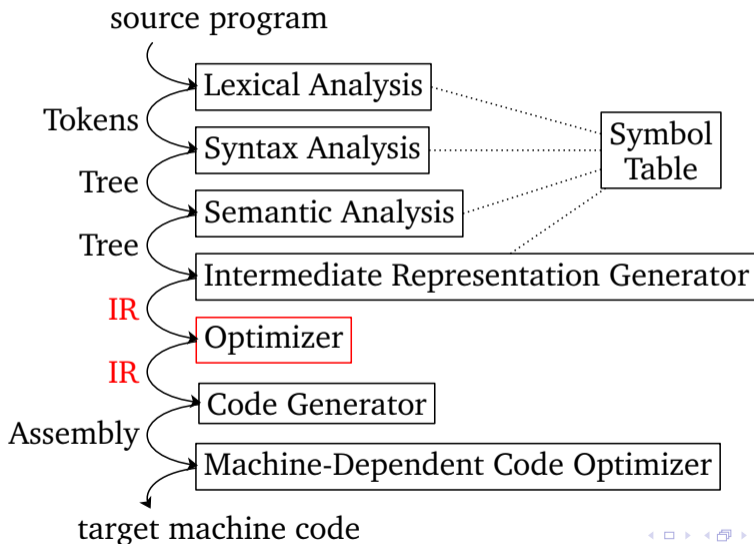 source program
Lexical Analysis
Tokens
Syntax Analysis
Symbol
Table
Tree
Semantic Analysis
Tree
Intermediate Representation Generator
IR
Optimizer
IR
Code Generator
Assembly
Machine-Dependent Code Optimizer
target machine code